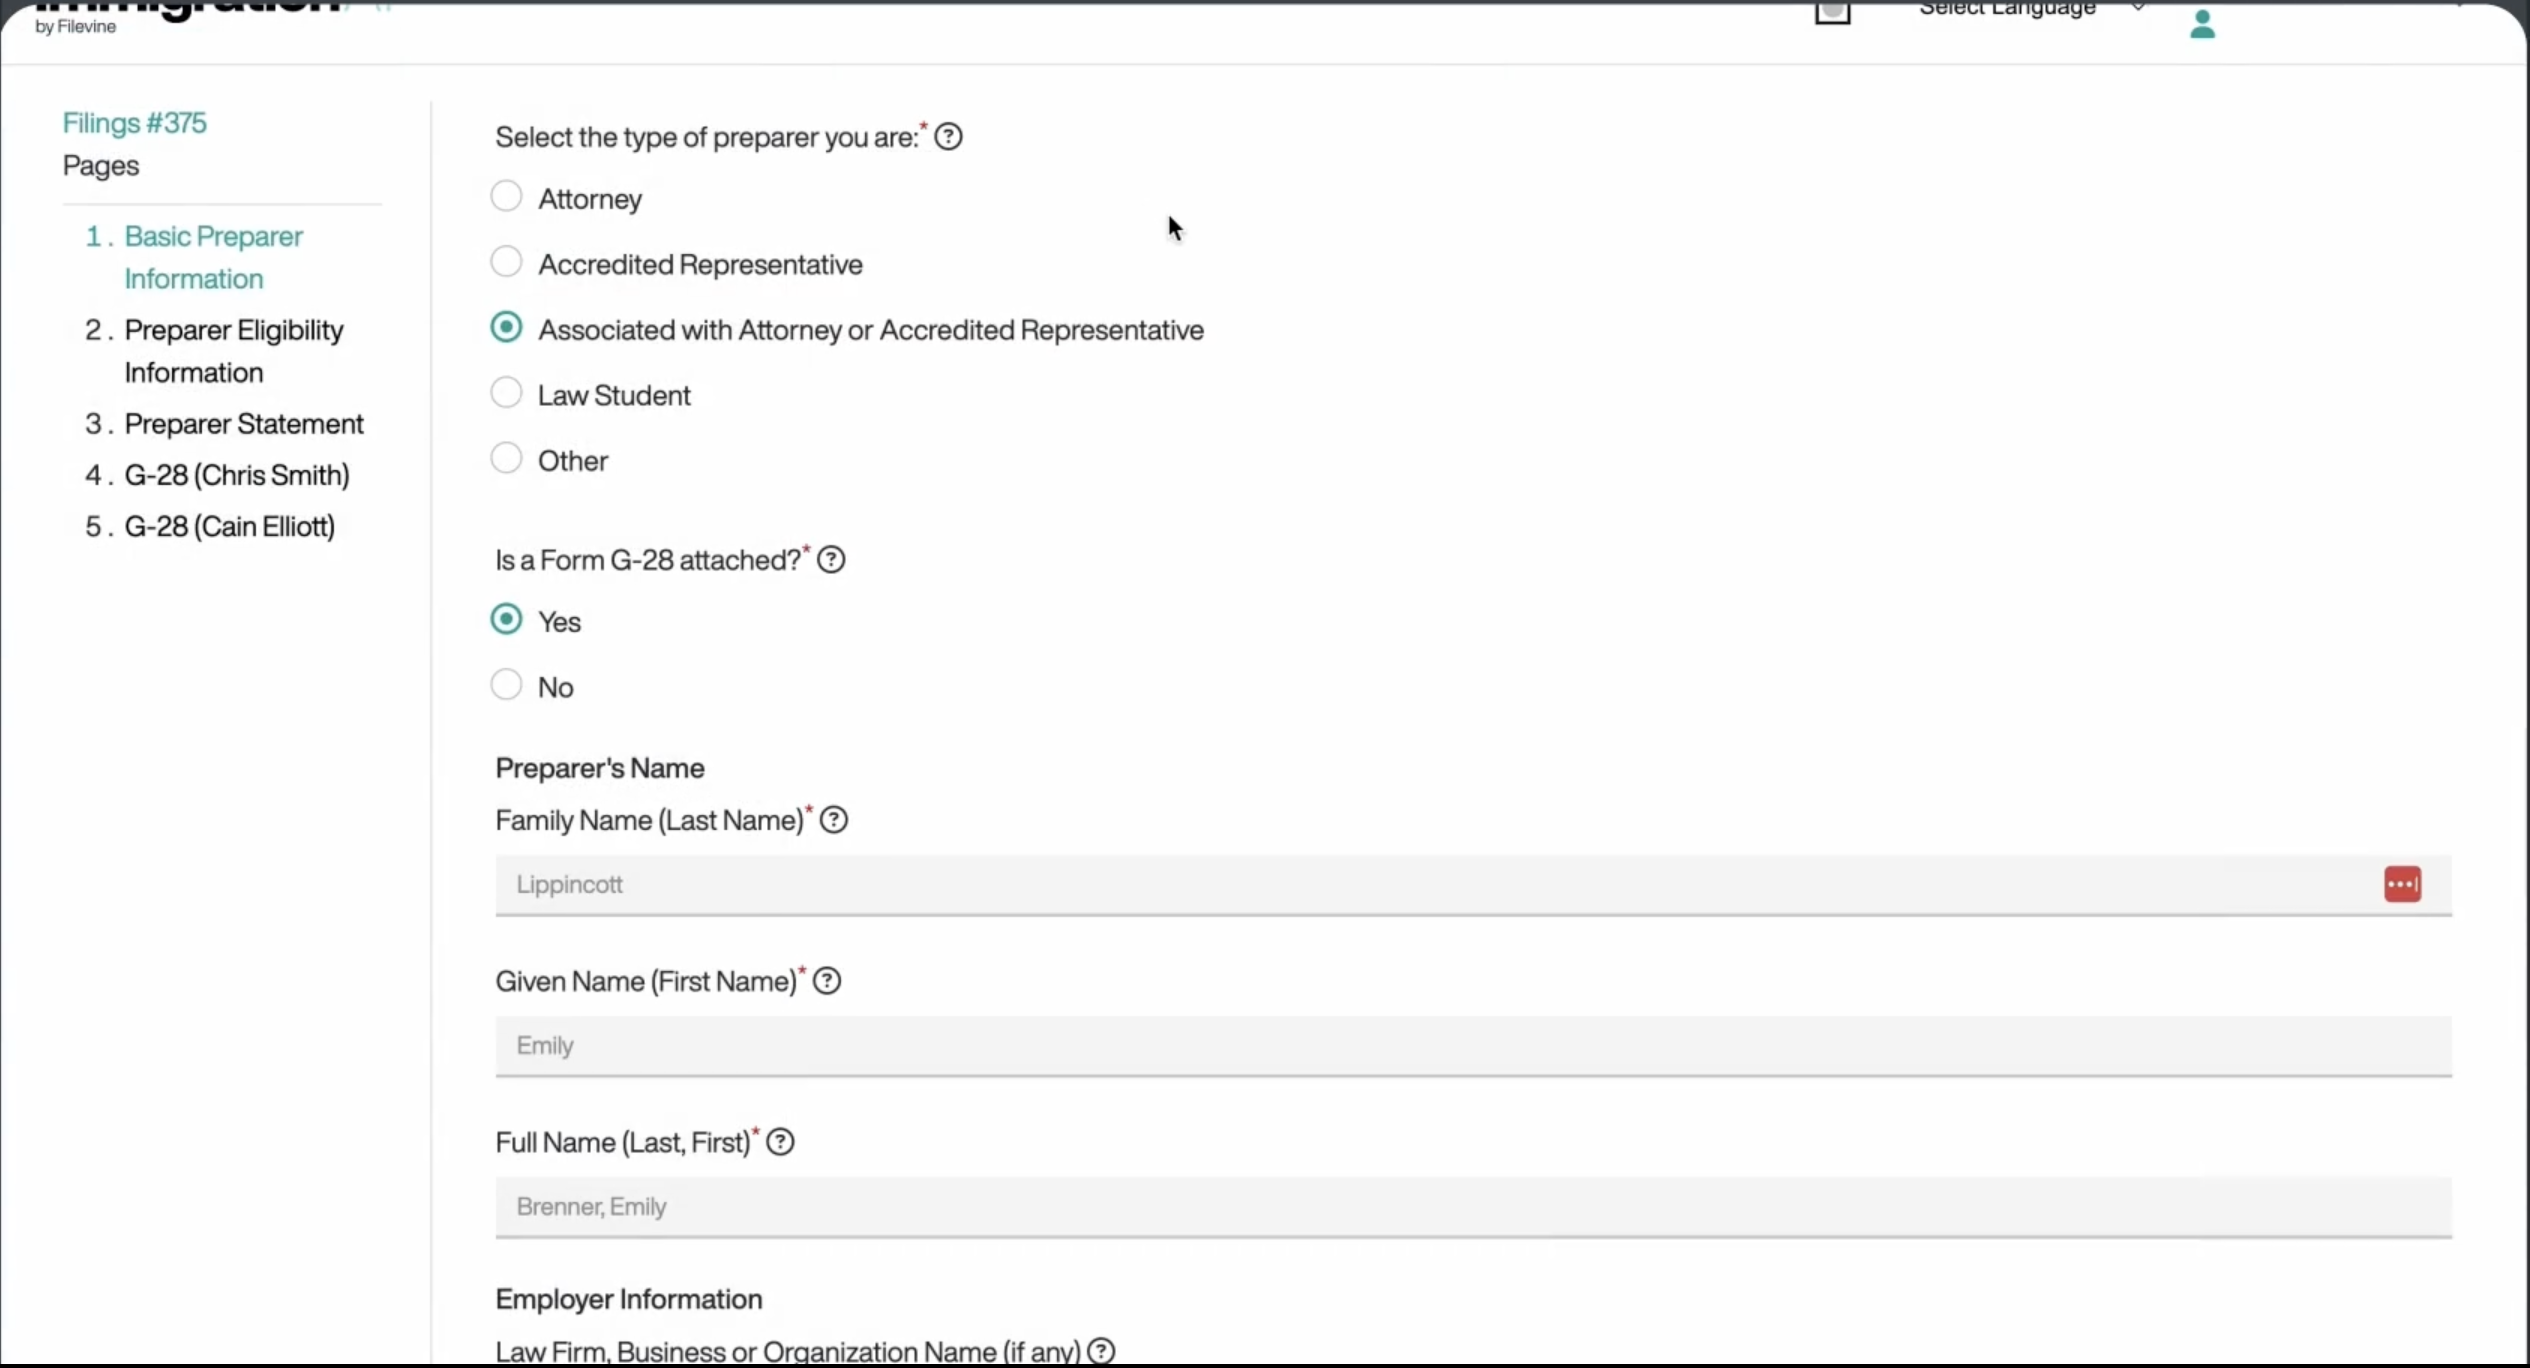 by Filevine
Select Language
Filings #375
Pages
1. Basic Preparer
Information
2. Preparer Eligibility
Information
3. Preparer Statement
4. G-28 (Chris Smith)
5. G-28 (Cain Elliott)
Select the type of preparer you are:*
Attorney
Accredited Representative
Associated with Attorney or Accredited Representative
Law Student
Other
Is a Form G-28 attached?*
Yes
No
Preparer's Name
Family Name (Last Name)*
Lippincott
Given Name (First Name)*
Emily
Full Name (Last, First)*
Brenner, Emily
Employer Information
Law Firm, Business or Organization Name (if any)